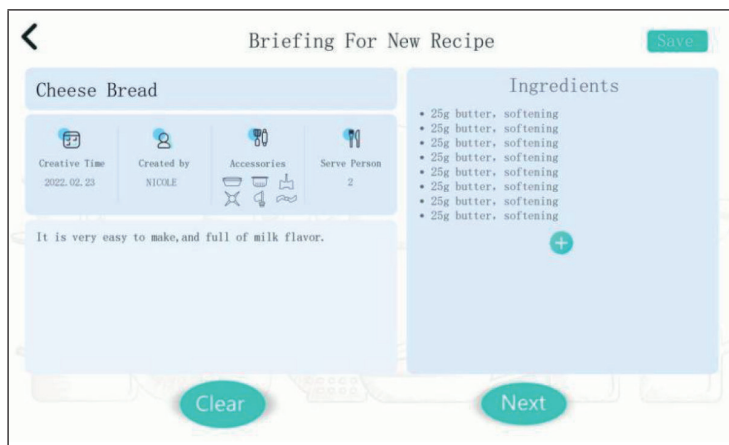 Briefing For New Recipe
Save
Cheese Bread
Creative Time
2022.02.23
Created by
NICOLE
Accessories
Serve Person
2
It is very easy to make,and full of milk flavor.
Ingredients
• 25g butter, softening
• 25g butter, softening
• 25g butter, softening
• 25g butter, softening
• 25g butter, softening
• 25g butter, softening
• 25g butter, softening
• 25g butter, softening
Clear
Next